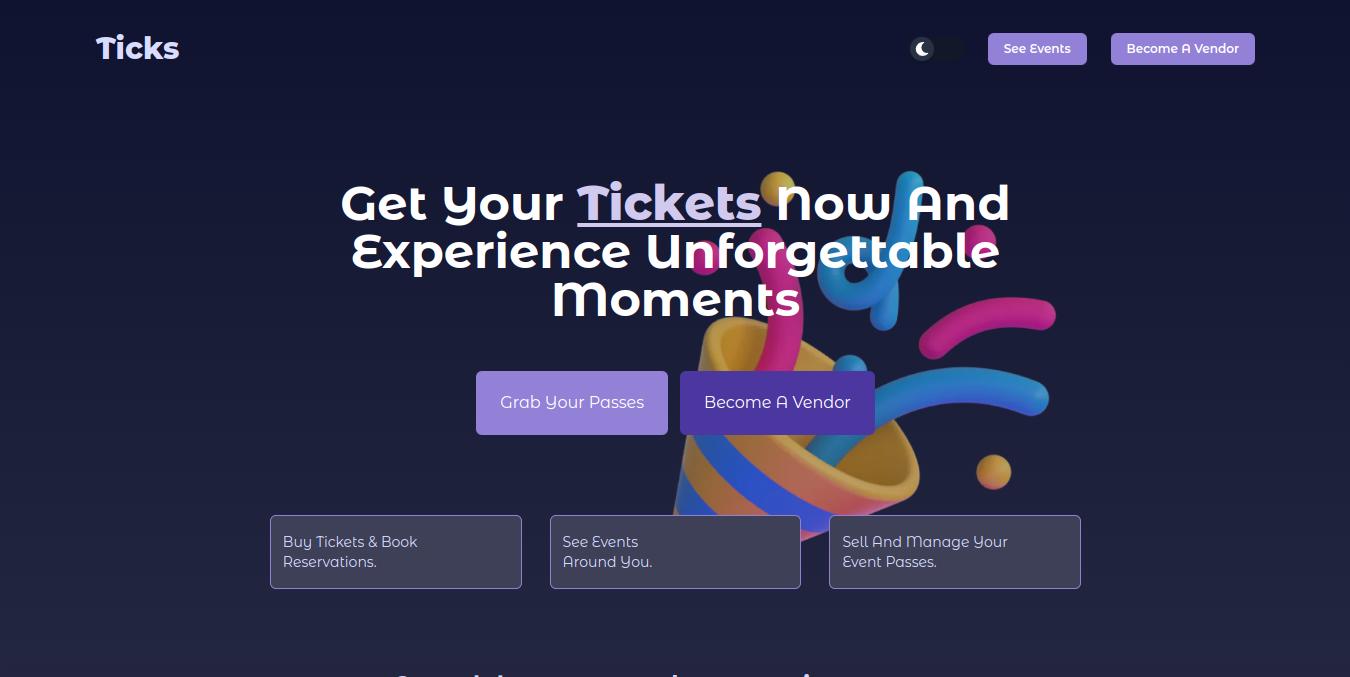 Ticks
See Events
Become A Vendor
Get Your Tickets Now And
Experience Unforgettable
Moments
Grab Your Passes
Become A Vendor
Buy Tickets & Book
Reservations.
See Events
Around You.
Sell And Manage Your
Event Passes.